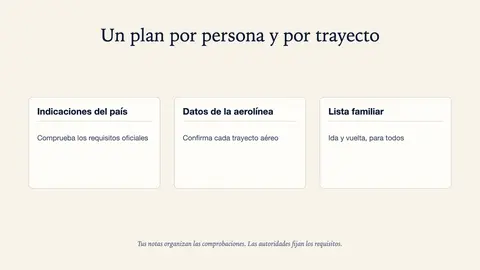 Un plan por persona y por trayecto
Indicaciones del país
Comprueba los requisitos oficiales
Datos de la aerolínea
Confirma cada trayecto aéreo
Lista familiar
Ida y vuelta, para todos
Tus notas organizan las comprobaciones. Las autoridades fijan los requisitos.